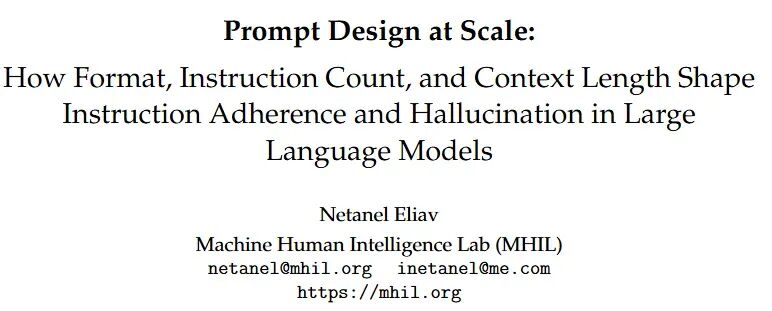 Prompt Design at Scale:
How Format, Instruction Count, and Context Length Shape
Instruction Adherence and Hallucination in Large
Language Models
Netanel Eliav
Machine Human Intelligence Lab (MHIL)
netanel@mhil.org inetanel@me.com
https://mhil.org